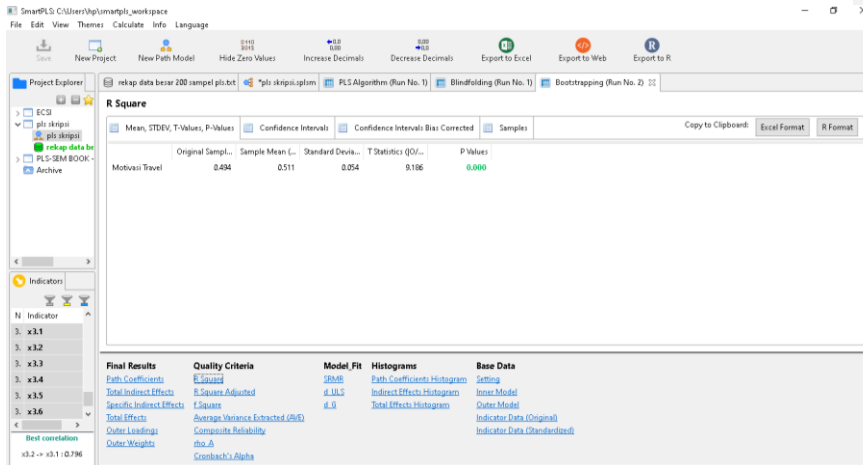 SmartPLS: C:\Users\hp\smartpls_workspace
File Edit View Themes Calculate Info Language
Save New Project New Path Model Hide Zero Values Increase Decimals Decrease Decimals Export to Excel Export to Web Export to R
Project Explorer
rekap data besar 200 sampel pls.txt *pls skripsi.splsm PLS Algorithm (Run No. 1) Blindfolding (Run No. 1) Bootstrapping (Run No. 2)
ECSI
pls skripsi
pls skripsi
rekap data be
PLS-SEM BOOK -
Archive
R Square
Mean, STDEV, T-Values, P-Values Confidence Intervals Confidence Intervals Bias Corrected Samples Copy to Clipboard: Excel Format R Format
Original Sampl... Sample Mean (... Standard Devia... T Statistics (|O/... P Values
Motivasi Travel 0.494 0.511 0.054 9.186 0.000
Indicators
N Indicator
3. x3.1
3. x3.2
3. x3.3
3. x3.4
3. x3.5
3. x3.6
Best correlation
x3.2 -> x3.1 : 0.796
Final Results Quality Criteria Model_Fit Histograms Base Data
Path Coefficients R Square SRMR Path Coefficients Histogram Setting
Total Indirect Effects R Square Adjusted d_ULS Indirect Effects Histogram Inner Model
Specific Indirect Effects f Square d_G Total Effects Histogram Outer Model
Total Effects Average Variance Extracted (AVE) Indicator Data (Original)
Outer Loadings Composite Reliability Indicator Data (Standardized)
Outer Weights rho_A
Cronbach's Alpha